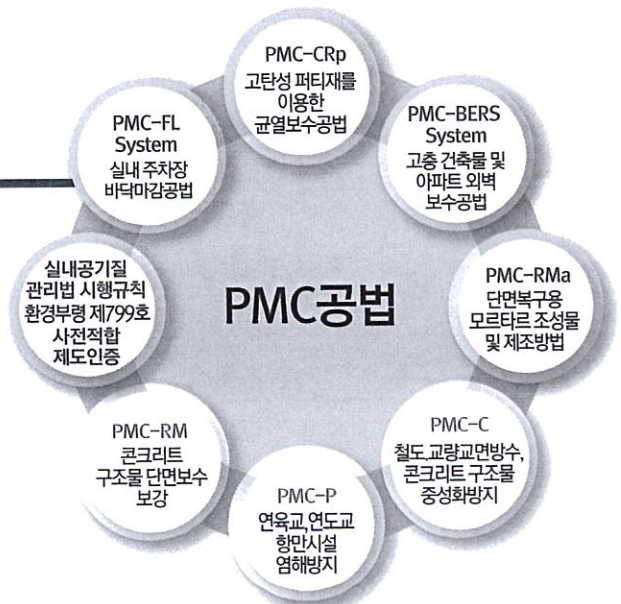 PMC-CRp
고탄성 퍼티재를
이용한
균열보수공법
PMC-BERS
System
고층 건축물 및
아파트 외벽
보수공법
PMC-RMa
단면복구용
모르타르 조성물
및 제조방법
PMC-C
철도.교량교면방수,
콘크리트 구조물
중성화방지
PMC-P
연육교,연도교
항만시설
염해방지
PMC-RM
콘크리트
구조물 단면보수
보강
실내공기질
관리법 시행규칙
환경부령 제799호
사전적합
제도인증
PMC-FL
System
실내 주차장
바닥마감공법
PMC공법